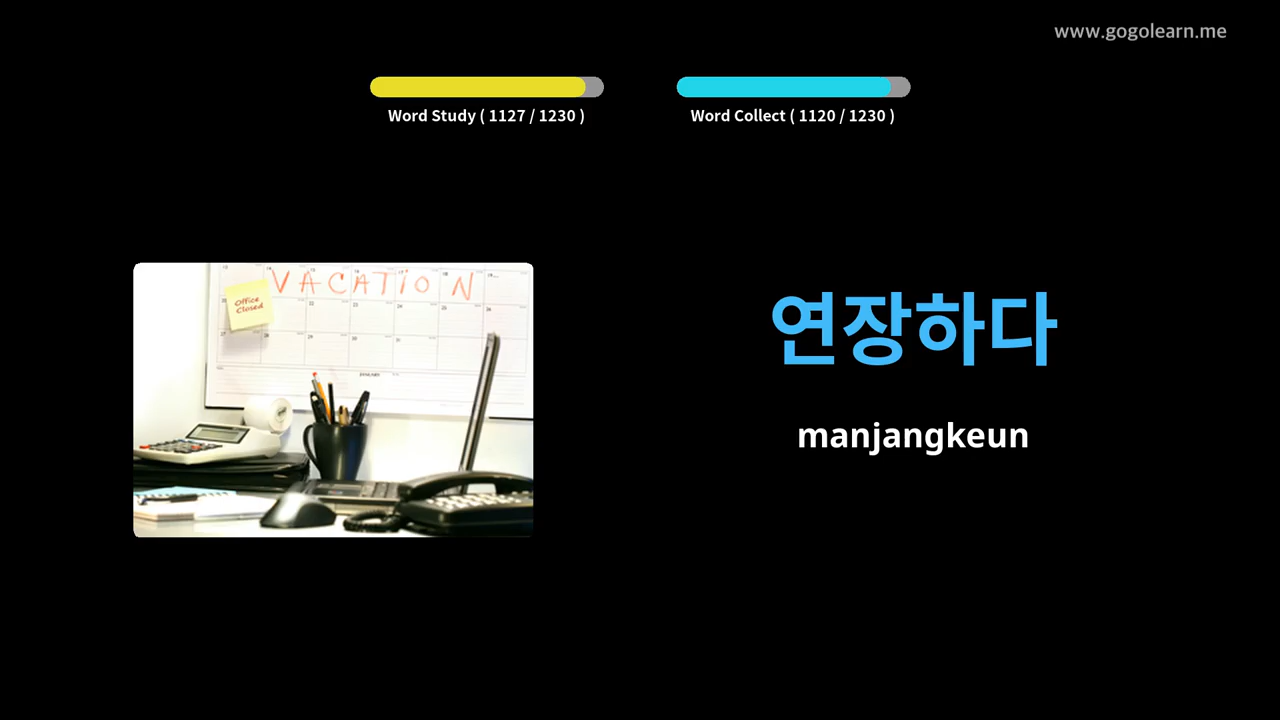 www.gogolearn.me
Word Study ( 1127 / 1230 )
Word Collect ( 1120 / 1230 )
VACATION
Office
Closed
연장하다
manjangkeun